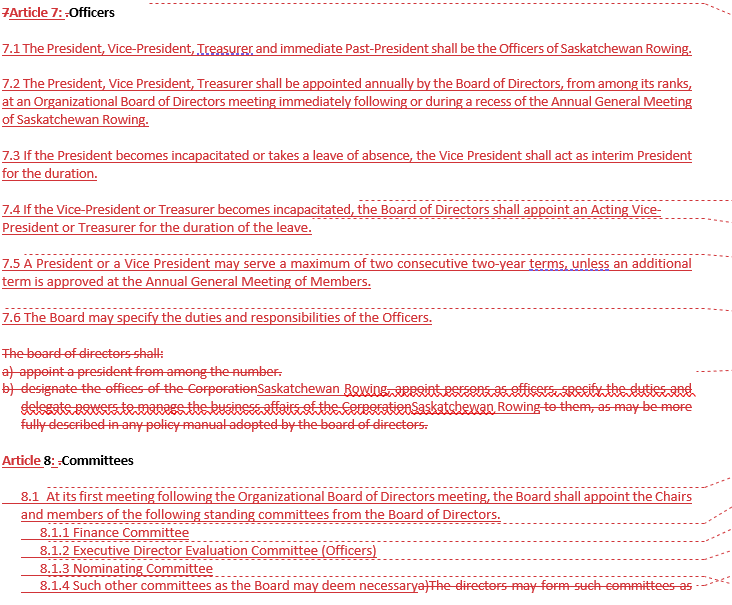 7Article 7: .Officers
7.1 The President, Vice-President, Treasurer and immediate Past-President shall be the Officers of Saskatchewan Rowing.
7.2 The President, Vice President, Treasurer shall be appointed annually by the Board of Directors, from among its ranks,
at an Organizational Board of Directors meeting immediately following or during a recess of the Annual General Meeting
of Saskatchewan Rowing.
7.3 If the President becomes incapacitated or takes a leave of absence, the Vice President shall act as interim President
for the duration.
7.4 If the Vice-President or Treasurer becomes incapacitated, the Board of Directors shall appoint an Acting Vice-
President or Treasurer for the duration of the leave.
7.5 A President or a Vice President may serve a maximum of two consecutive two-year terms, unless an additional
term is approved at the Annual General Meeting of Members.
7.6 The Board may specify the duties and responsibilities of the Officers.
The board of directors shall:
a) appoint a president from among the number.
b) designate the offices of the CorporationSaskatchewan Rowing, appoint persons as officers, specify the duties and
delegate powers to manage the business affairs of the CorporationSaskatchewan Rowing to them, as may be more
fully described in any policy manual adopted by the board of directors.
Article 8: .Committees
8.1 At its first meeting following the Organizational Board of Directors meeting, the Board shall appoint the Chairs
and members of the following standing committees from the Board of Directors.
8.1.1 Finance Committee
8.1.2 Executive Director Evaluation Committee (Officers)
8.1.3 Nominating Committee
8.1.4 Such other committees as the Board may deem necessarya)The directors may form such committees as